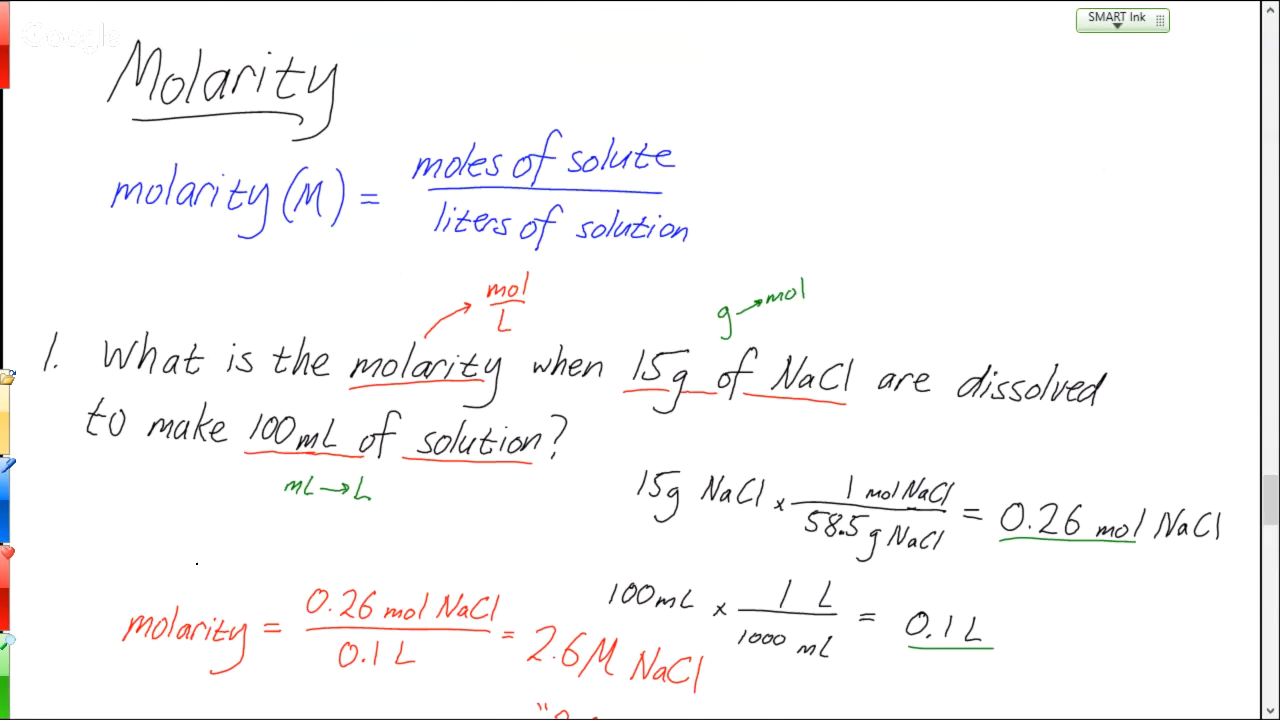 SMART Ink
Google
Molarity
molarity (M) = moles of solute / liters of solution
mol / L
g → mol
1. What is the molarity when 15g of NaCl are dissolved
to make 100mL of solution?
mL → L
15g NaCl × 1 mol NaCl / 58.5 g NaCl = 0.26 mol NaCl
100mL × 1 L / 1000 mL = 0.1 L
molarity = 0.26 mol NaCl / 0.1 L = 2.6M NaCl